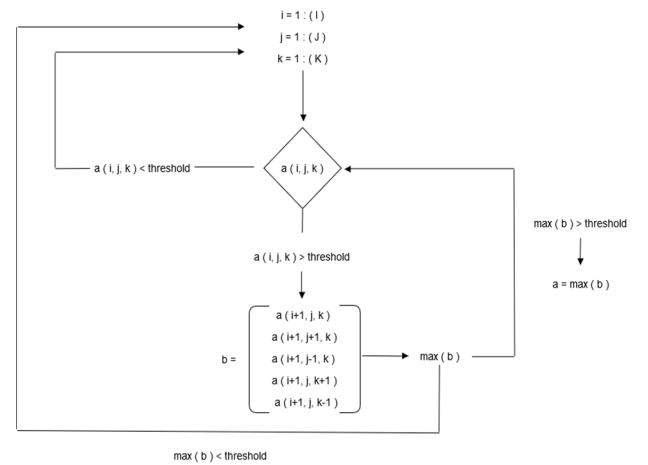 i = 1 : ( I )
j = 1 : ( J )
k = 1 : ( K )
a ( i, j, k ) < threshold
a ( i, j, k )
max ( b ) > threshold
a ( i, j, k ) > threshold
a = max ( b )
a ( i+1, j, k )
a ( i+1, j+1, k )
b = a ( i+1, j-1, k ) max ( b )
a ( i+1, j, k+1 )
a ( i+1, j, k-1 )
max ( b ) < threshold